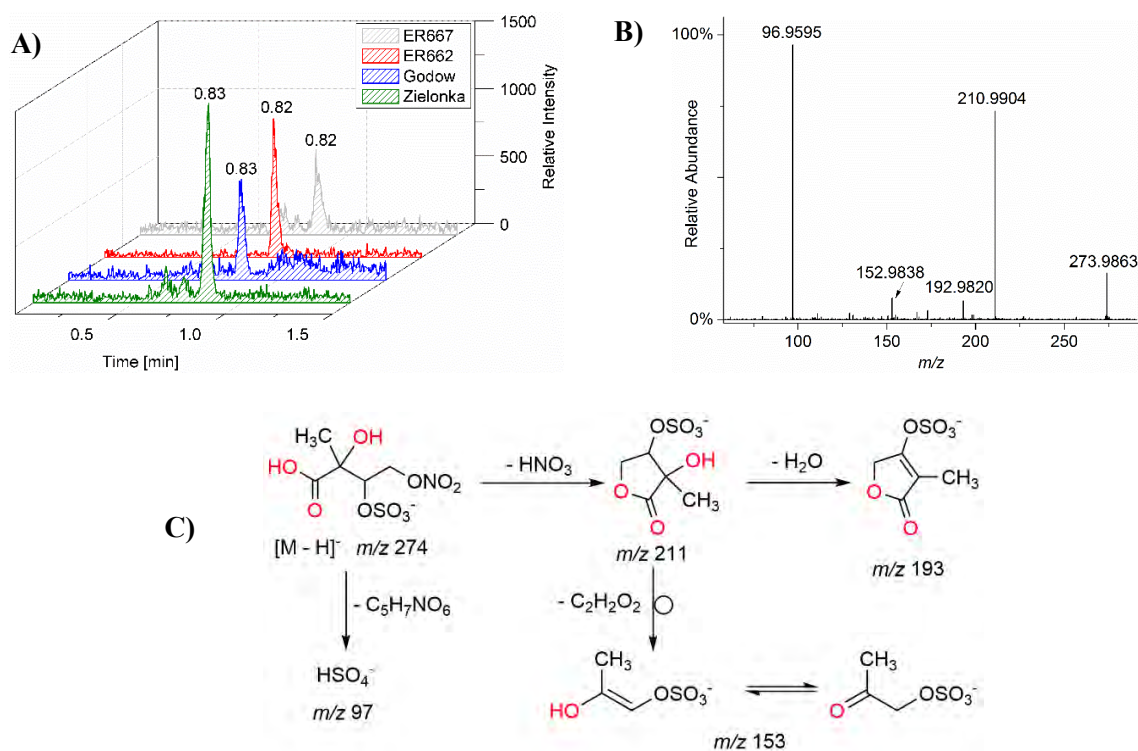 A)
1500
1000
500
0
Relative Intensity
ER667
ER662
Godow
Zielonka
0.83
0.83
0.82
0.82
0.5
1.0
1.5
Time [min]
B)
100%
0%
Relative Abundance
96.9595
210.9904
152.9838
192.9820
273.9863
100
150
200
250
m/z
C)
H₃C
OH
HO
O
ONO₂
OSO₃⁻
[M - H]⁻ m/z 274
- HNO₃
OSO₃⁻
OH
O
CH₃
O
m/z 211
- H₂O
OSO₃⁻
CH₃
O
O
m/z 193
- C₅H₇NO₆
HSO₄⁻
m/z 97
- C₂H₂O₂
CH₃
HO
OSO₃⁻
CH₃
O
OSO₃⁻
m/z 153